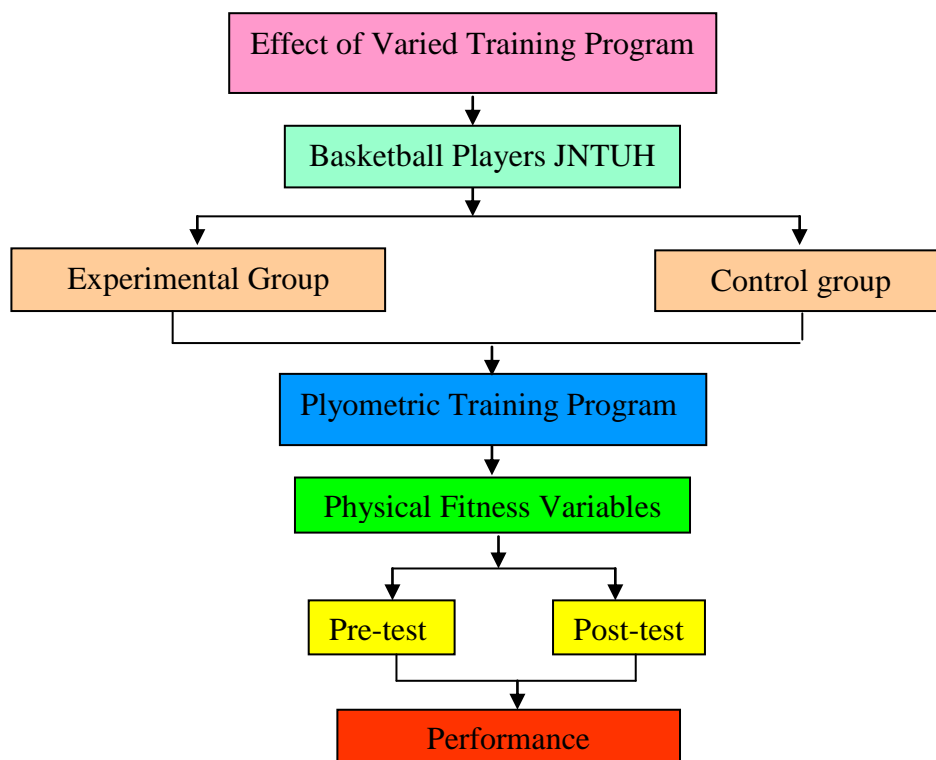 Effect of Varied Training Program
Basketball Players JNTUH
Experimental Group
Control group
Plyometric Training Program
Physical Fitness Variables
Pre-test
Post-test
Performance